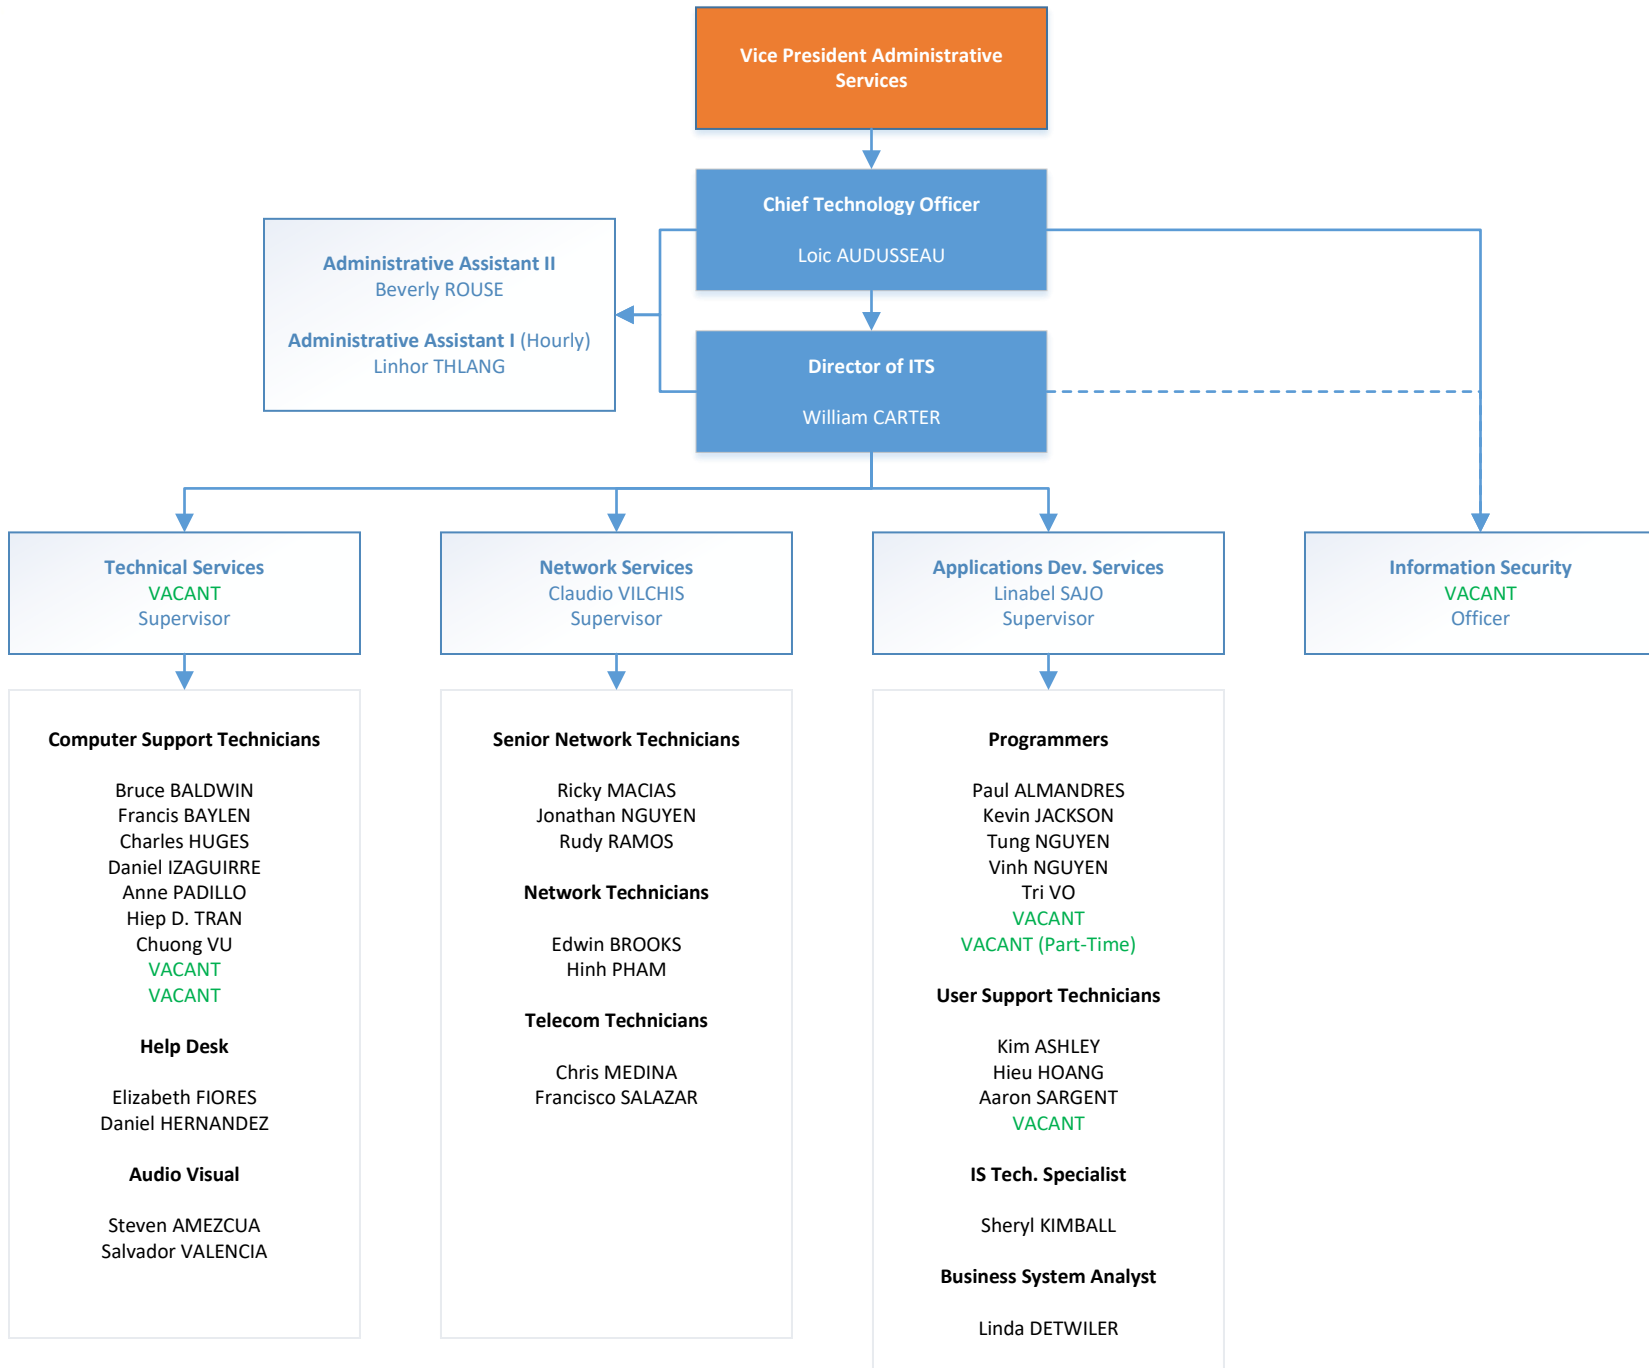 Vice President Administrative
Services
Chief Technology Officer
Loic AUDUSSEAU
Administrative Assistant II
Beverly ROUSE
Administrative Assistant I (Hourly)
Linhor THLANG
Director of ITS
William CARTER
Technical Services
VACANT
Supervisor
Network Services
Claudio VILCHIS
Supervisor
Applications Dev. Services
Linabel SAJO
Supervisor
Information Security
VACANT
Officer
Computer Support Technicians
Bruce BALDWIN
Francis BAYLEN
Charles HUGES
Daniel IZAGUIRRE
Anne PADILLO
Hiep D. TRAN
Chuong VU
VACANT
VACANT
Help Desk
Elizabeth FIORES
Daniel HERNANDEZ
Audio Visual
Steven AMEZCUA
Salvador VALENCIA
Senior Network Technicians
Ricky MACIAS
Jonathan NGUYEN
Rudy RAMOS
Network Technicians
Edwin BROOKS
Hinh PHAM
Telecom Technicians
Chris MEDINA
Francisco SALAZAR
Programmers
Paul ALMANDRES
Kevin JACKSON
Tung NGUYEN
Vinh NGUYEN
Tri VO
VACANT
VACANT (Part-Time)
User Support Technicians
Kim ASHLEY
Hieu HOANG
Aaron SARGENT
VACANT
IS Tech. Specialist
Sheryl KIMBALL
Business System Analyst
Linda DETWILER